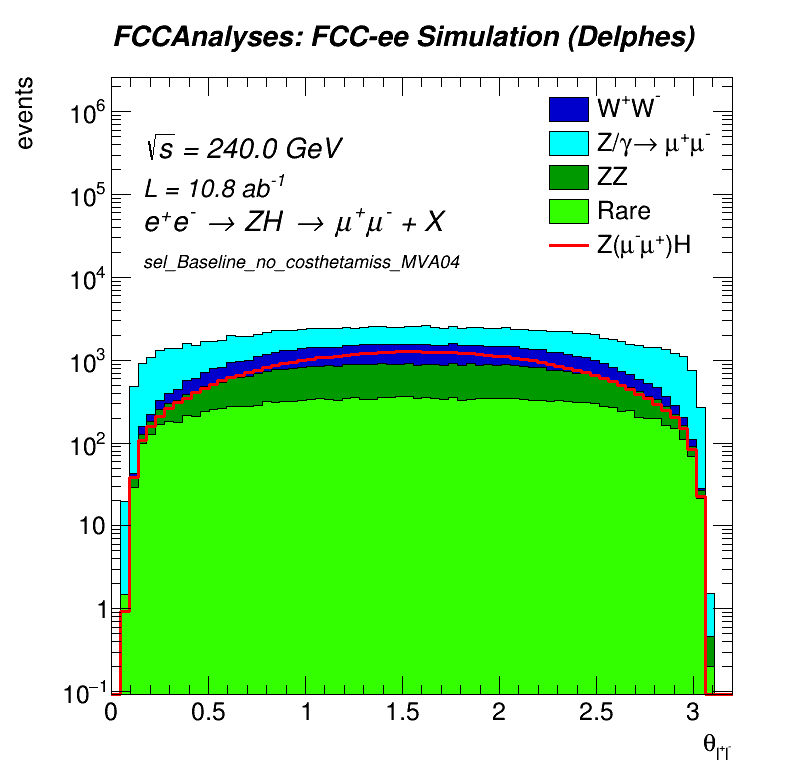 FCCAnalyses: FCC-ee Simulation (Delphes)
events
√s = 240.0 GeV
L = 10.8 ab⁻¹
e⁺e⁻ → ZH → μ⁺μ⁻ + X
sel_Baseline_no_costhetamiss_MVA04
W⁺W⁻
Z/γ→ μ⁺μ⁻
ZZ
Rare
Z(μ⁻μ⁺)H
10⁶
10⁵
10⁴
10³
10²
10
1
10⁻¹
0 0.5 1 1.5 2 2.5 3
θ_l⁺l⁻